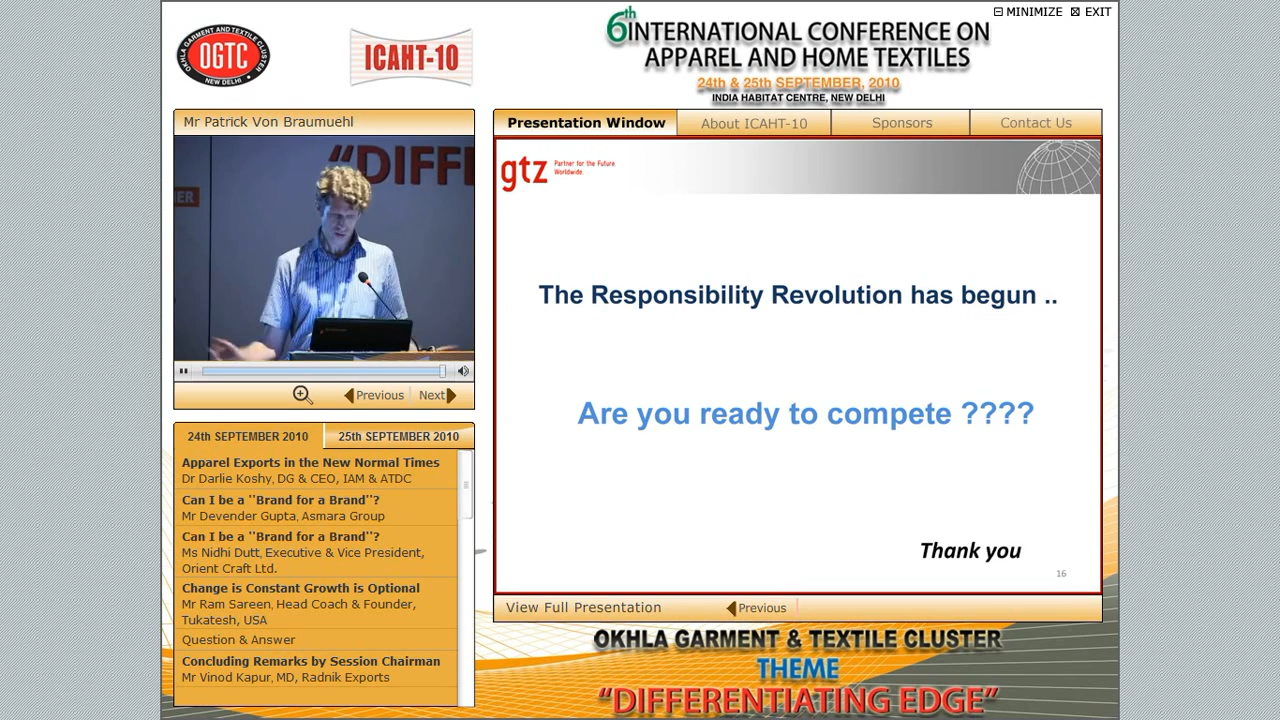 MINIMIZE EXIT
OKHLA GARMENT AND TEXTILE CLUSTER
OGTC
NEW DELHI
ICAHT-10
6th INTERNATIONAL CONFERENCE ON
APPAREL AND HOME TEXTILES
24th & 25th SEPTEMBER, 2010
INDIA HABITAT CENTRE, NEW DELHI
Mr Patrick Von Braumuehl
"DIFF
Previous Next
24th SEPTEMBER 2010 25th SEPTEMBER 2010
Apparel Exports in the New Normal Times
Dr Darlie Koshy, DG & CEO, IAM & ATDC
Can I be a "Brand for a Brand"?
Mr Devender Gupta, Asmara Group
Can I be a "Brand for a Brand"?
Ms Nidhi Dutt, Executive & Vice President,
Orient Craft Ltd.
Change is Constant Growth is Optional
Mr Ram Sareen, Head Coach & Founder,
Tukatesh, USA
Question & Answer
Concluding Remarks by Session Chairman
Mr Vinod Kapur, MD, Radnik Exports
Presentation Window About ICAHT-10 Sponsors Contact Us
gtz Partner for the Future
Worldwide
The Responsibility Revolution has begun ..
Are you ready to compete ????
Thank you
16
View Full Presentation Previous
OKHLA GARMENT & TEXTILE CLUSTER
THEME
"DIFFERENTIATING EDGE"